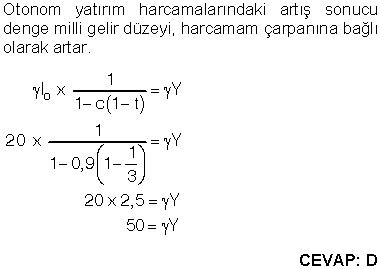 Otonom yatırım harcamalarındaki artış sonucu
denge milli gelir düzeyi, harcamam çarpanına bağlı
olarak artar.
γI₀ x 1/(1– c(1– t)) = γY
20 x 1/(1– 0,9(1– 1/3)) = γY
20 x 2,5 = γY
50 = γY
CEVAP: D